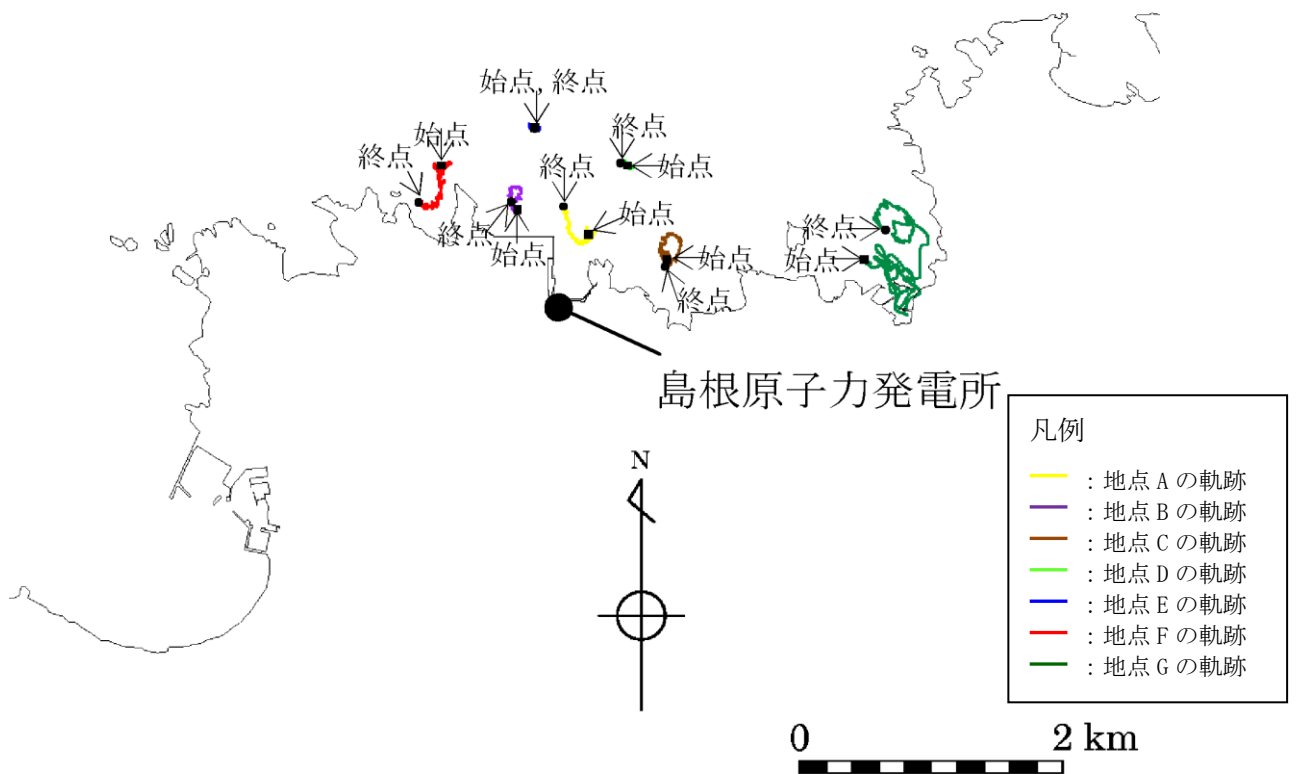 始点,終点
終点
始点
終点
始点
終点
終点
始点
終点
始点
始点
終点
終点
始点
島根原子力発電所
凡例
:地点 A の軌跡
:地点 B の軌跡
:地点 C の軌跡
:地点 D の軌跡
:地点 E の軌跡
:地点 F の軌跡
:地点 G の軌跡
N
0 2 km